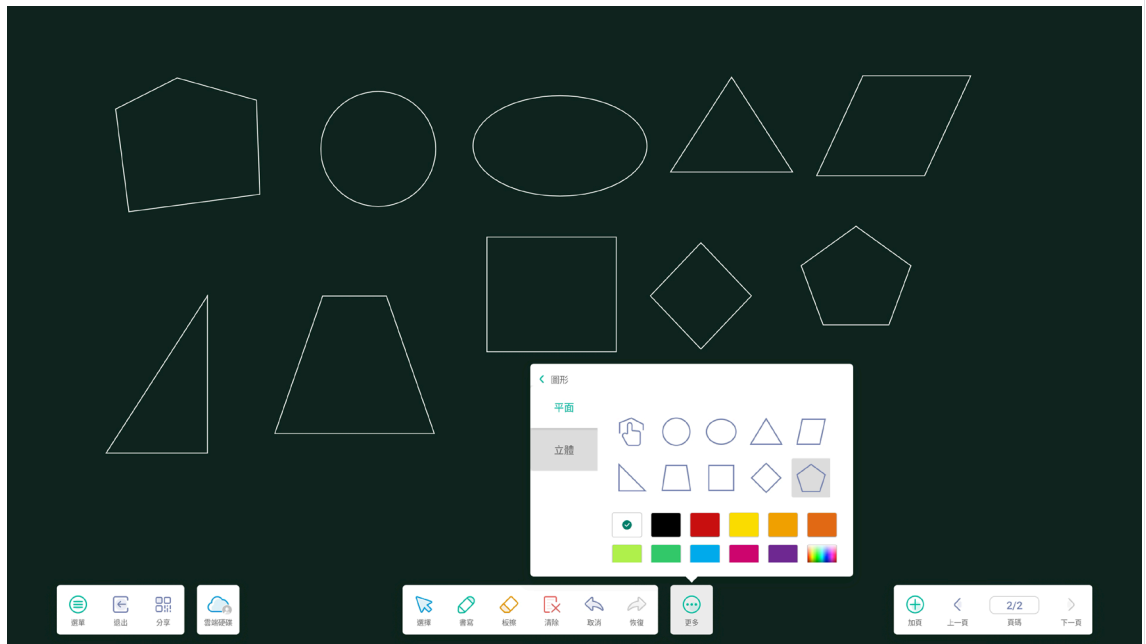 圖形
平面
立體
選單
退出
分享
雲端硬碟
選擇
書寫
板擦
清除
取消
恢復
更多
加頁
上一頁
2/2
頁碼
下一頁